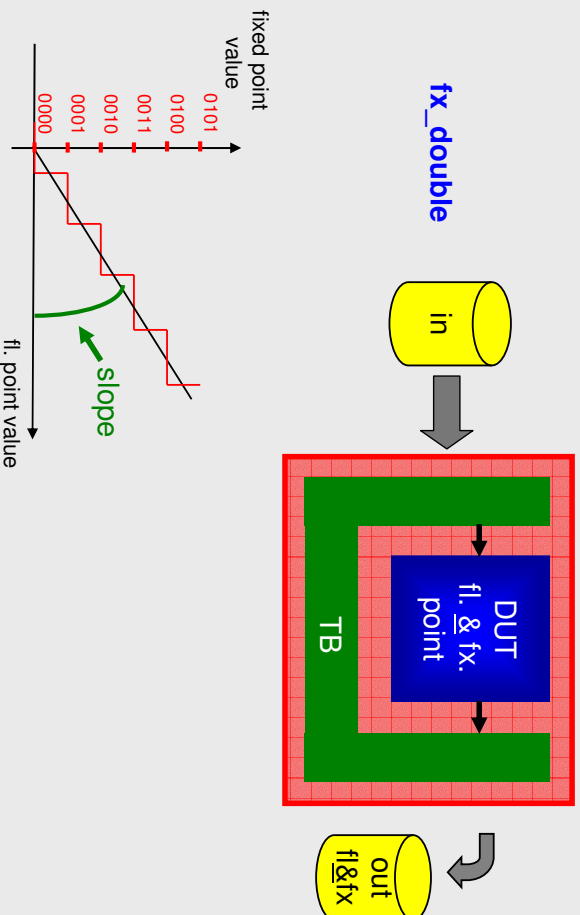 fx_double
in
DUT
fl. & fx.
point
TB
out
fl&fx
fixed point
value
0101
0100
0011
0010
0001
0000
slope
fl. point value